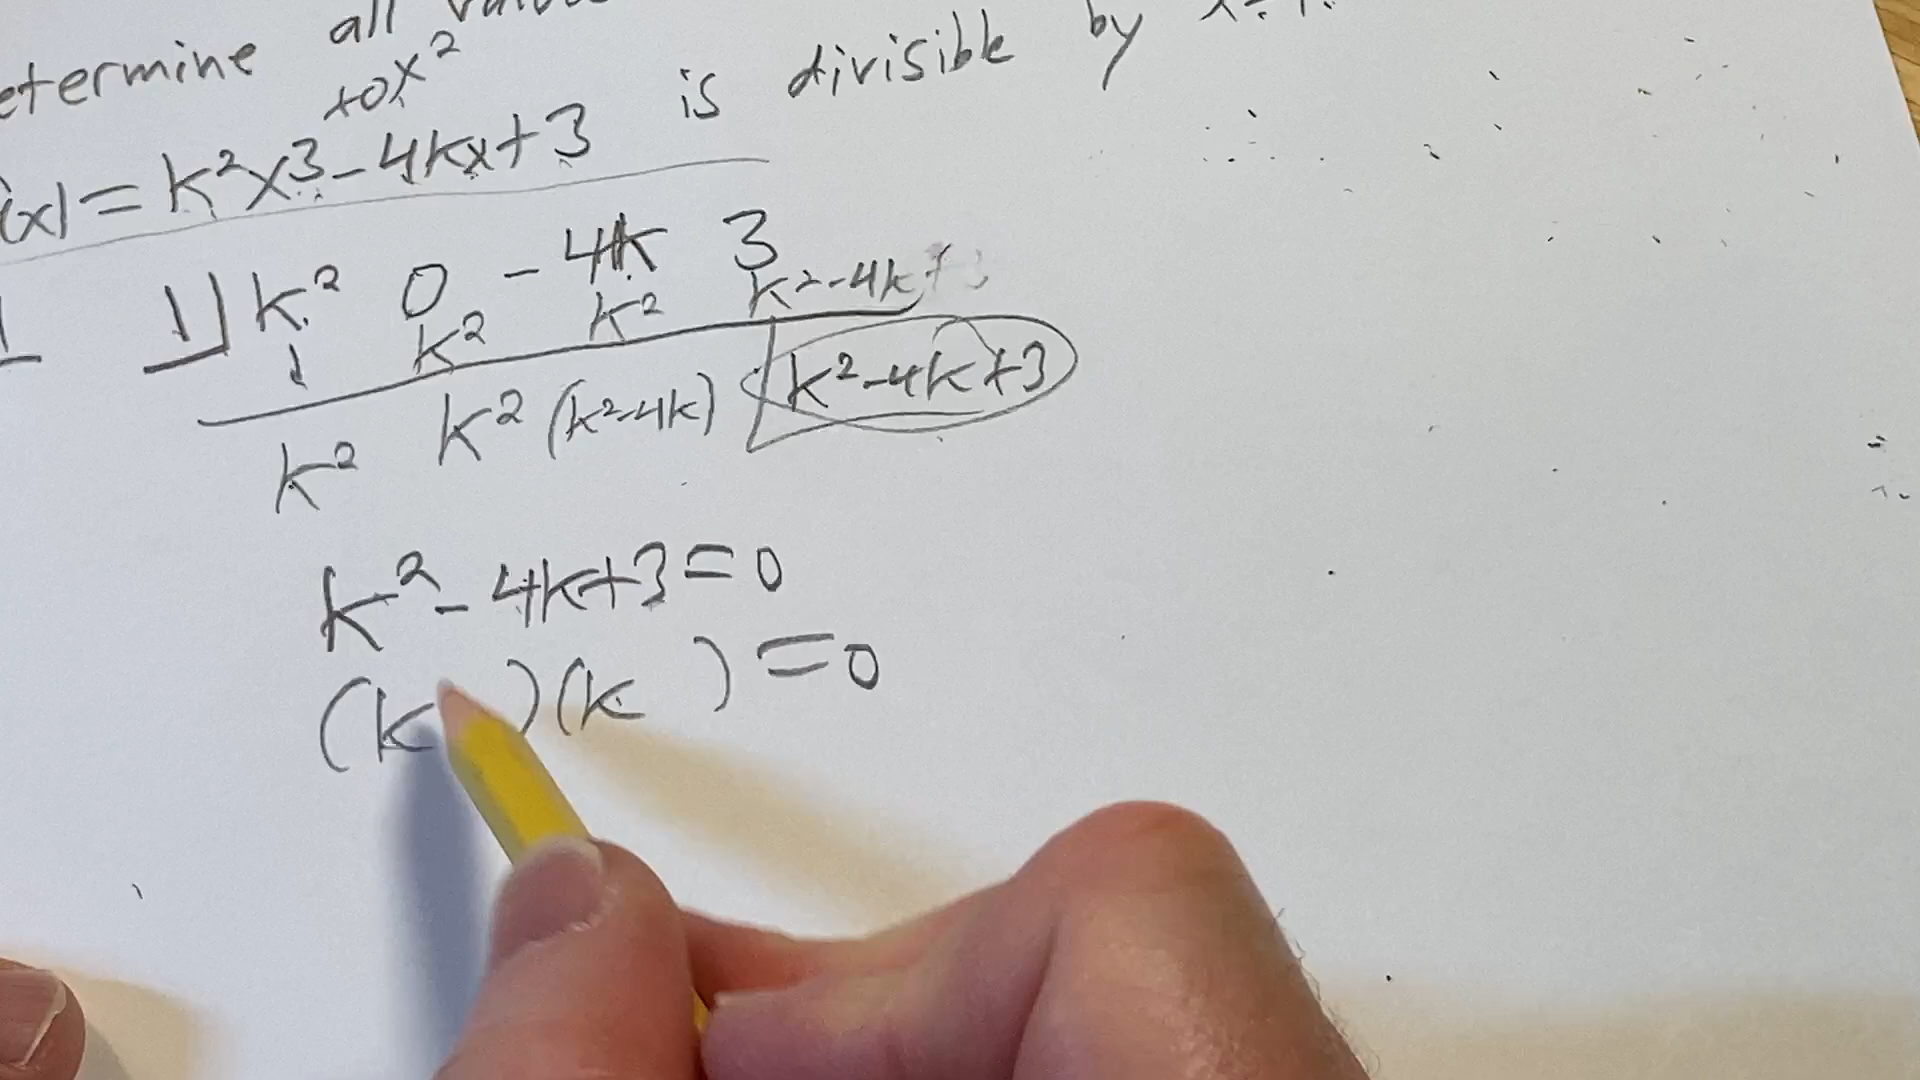 etermine all
+0x²
is divisible by
(x) = k²x³ - 4kx + 3
1 1⌋ k² 0 - 4k 3
k² k² k² - 4k
k² k² (k² - 4k) k² - 4k + 3
k² - 4k + 3 = 0
(k )(k ) = 0